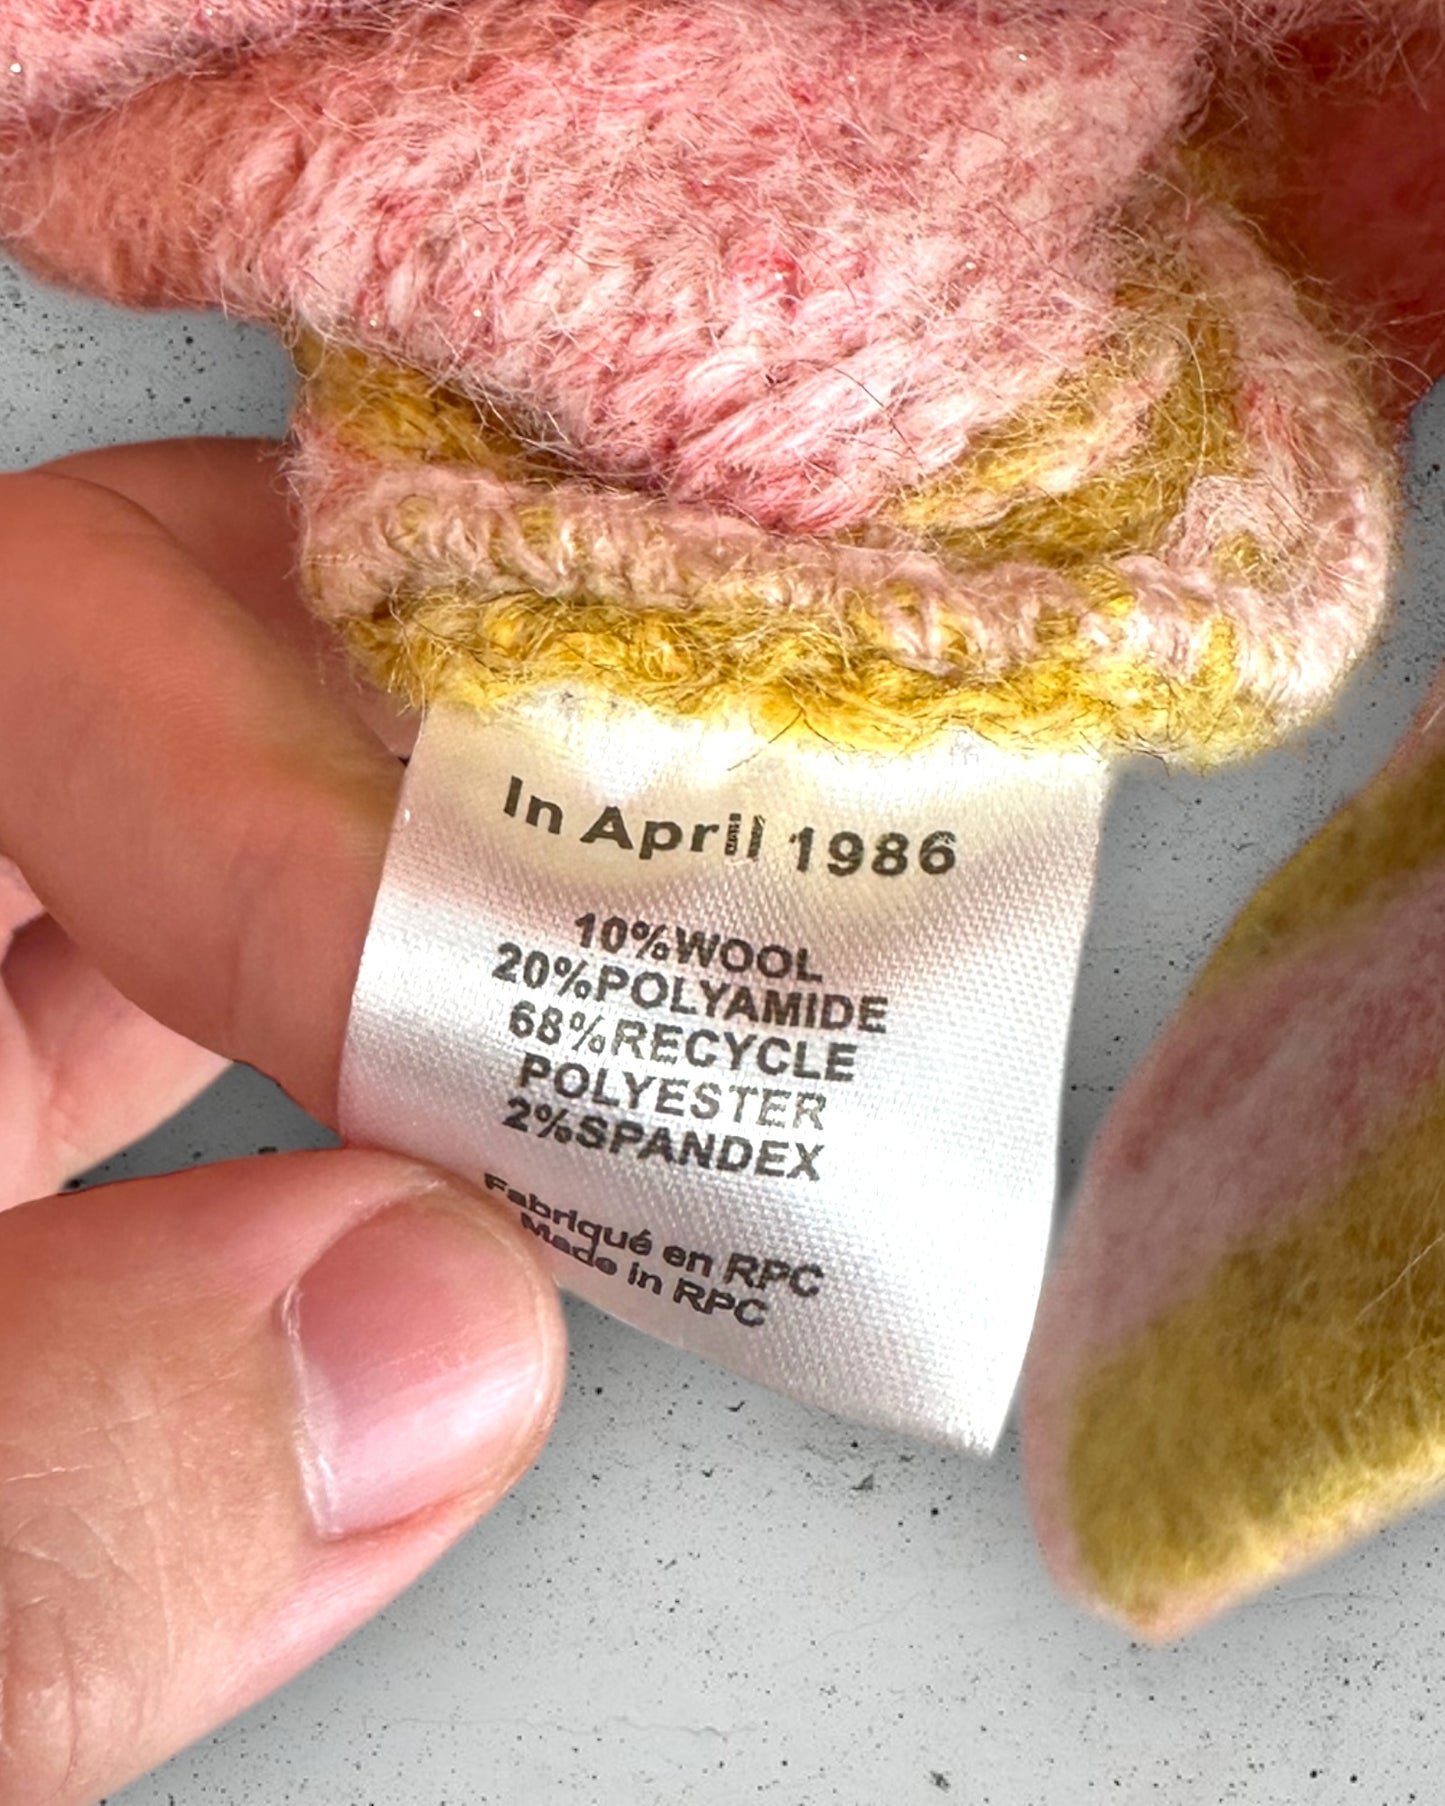 In April 1986
10%WOOL
20%POLYAMIDE
68%RECYCLE
POLYESTER
2%SPANDEX
Fabriqué en RPC
Made in RPC